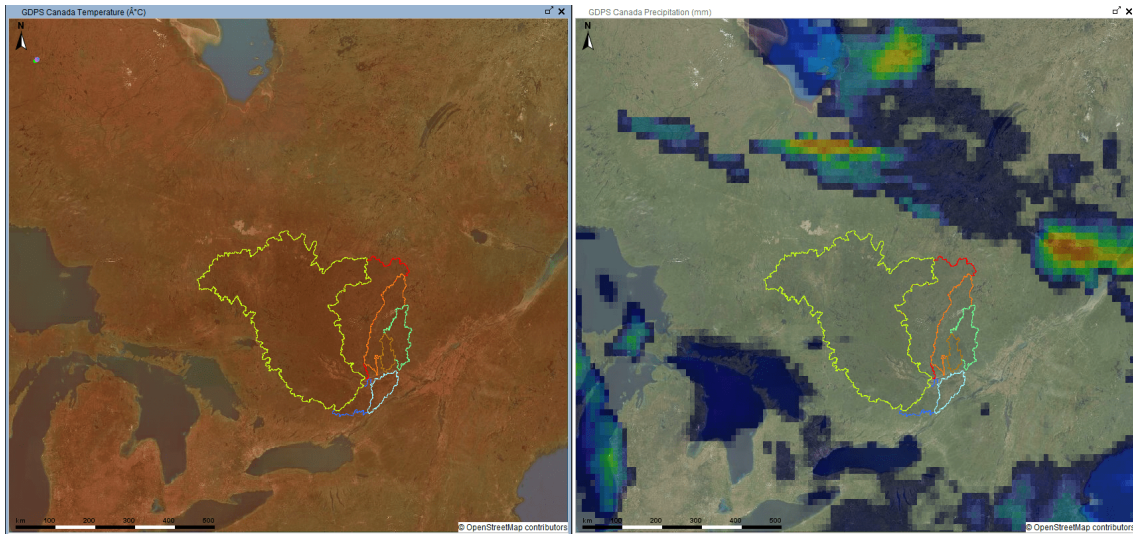 GDPS Canada Temperature (Â°C)
N
km 100 200 300 400 500
© OpenStreetMap contributors
GDPS Canada Precipitation (mm)
N
km 100 200 300 400 500
© OpenStreetMap contributors